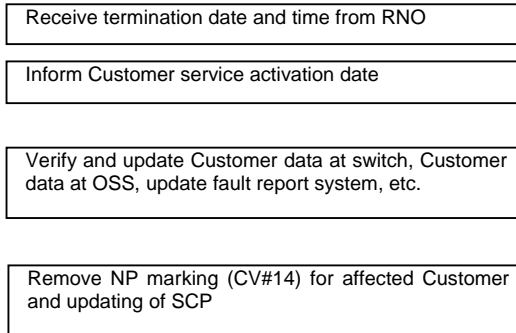 Receive termination date and time from RNO
Inform Customer service activation date
Verify and update Customer data at switch, Customer
data at OSS, update fault report system, etc.
Remove NP marking (CV#14) for affected Customer
and updating of SCP